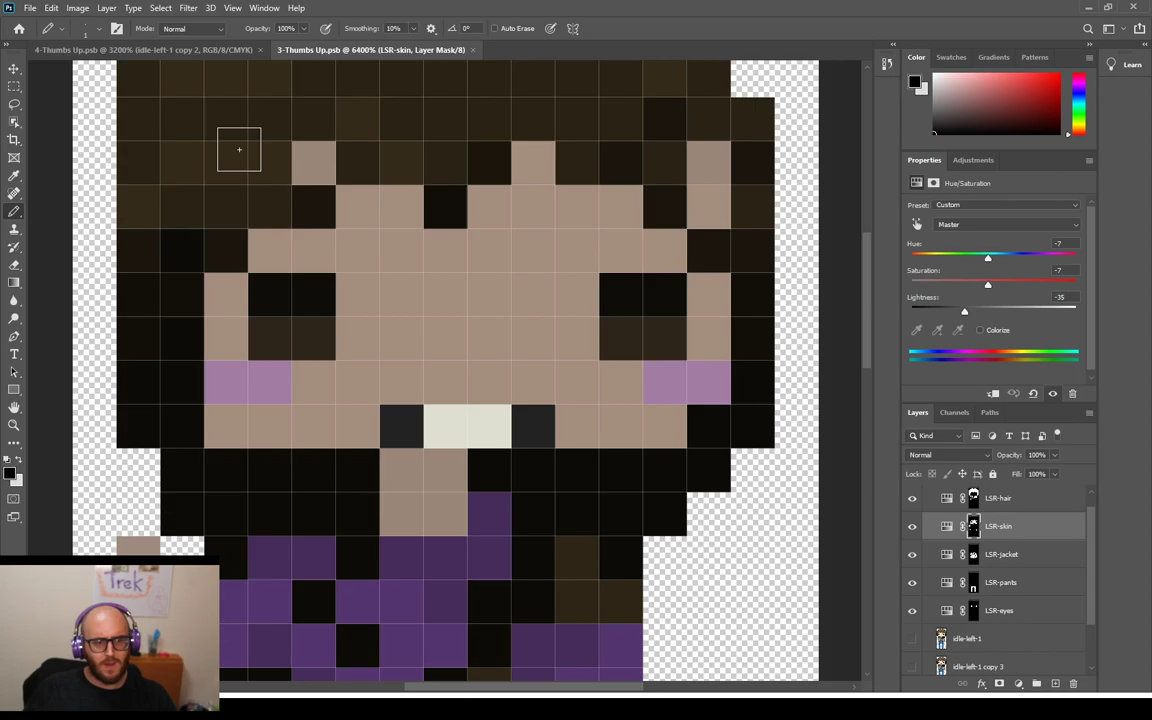 File Edit Image Layer Type Select Filter 3D View Window Help
1 Mode: Normal Opacity: 100% Smoothing: 10% 0° Auto Erase
4-Thumbs Up.psb @ 3200% (idle-left-1 copy 2, RGB/8/CMYK) × 3-Thumbs Up.psb @ 6400% (LSR-skin, Layer Mask/8) ×
Color Swatches Gradients Patterns
Learn
Properties Adjustments
Hue/Saturation
Preset: Custom
Master
Hue: -7
Saturation: -7
Lightness: -35
Colorize
Layers Channels Paths
Kind
Normal Opacity: 100%
Lock: Fill: 100%
LSR-hair
LSR-skin
LSR-jacket
LSR-pants
LSR-eyes
idle-left-1
idle-left-1 copy 3
Trek